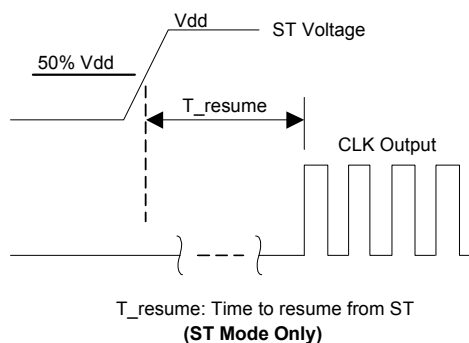 Vdd
ST Voltage
50% Vdd
T_resume
CLK Output
T_resume: Time to resume from ST
(ST Mode Only)